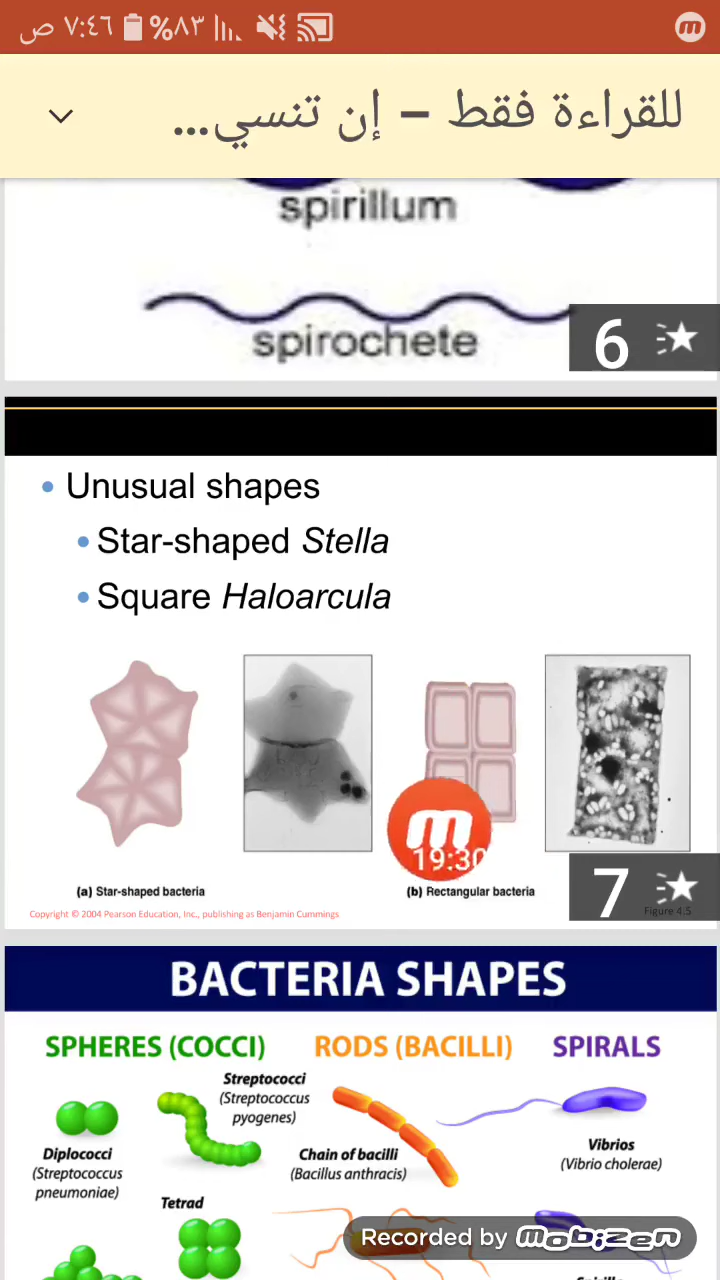 ٧:٤٦ ص
%٨٣
للقراءة فقط – إن تنسي...
spirillum
spirochete
6
• Unusual shapes
• Star-shaped Stella
• Square Haloarcula
19:30
(a) Star-shaped bacteria
(b) Rectangular bacteria
7
Figure 4.5
Copyright © 2004 Pearson Education, Inc., publishing as Benjamin Cummings
BACTERIA SHAPES
SPHERES (COCCI)
RODS (BACILLI)
SPIRALS
Diplococci
(Streptococcus
pneumoniae)
Streptococci
(Streptococcus
pyogenes)
Chain of bacilli
(Bacillus anthracis)
Vibrios
(Vibrio cholerae)
Tetrad
Recorded by mobizen